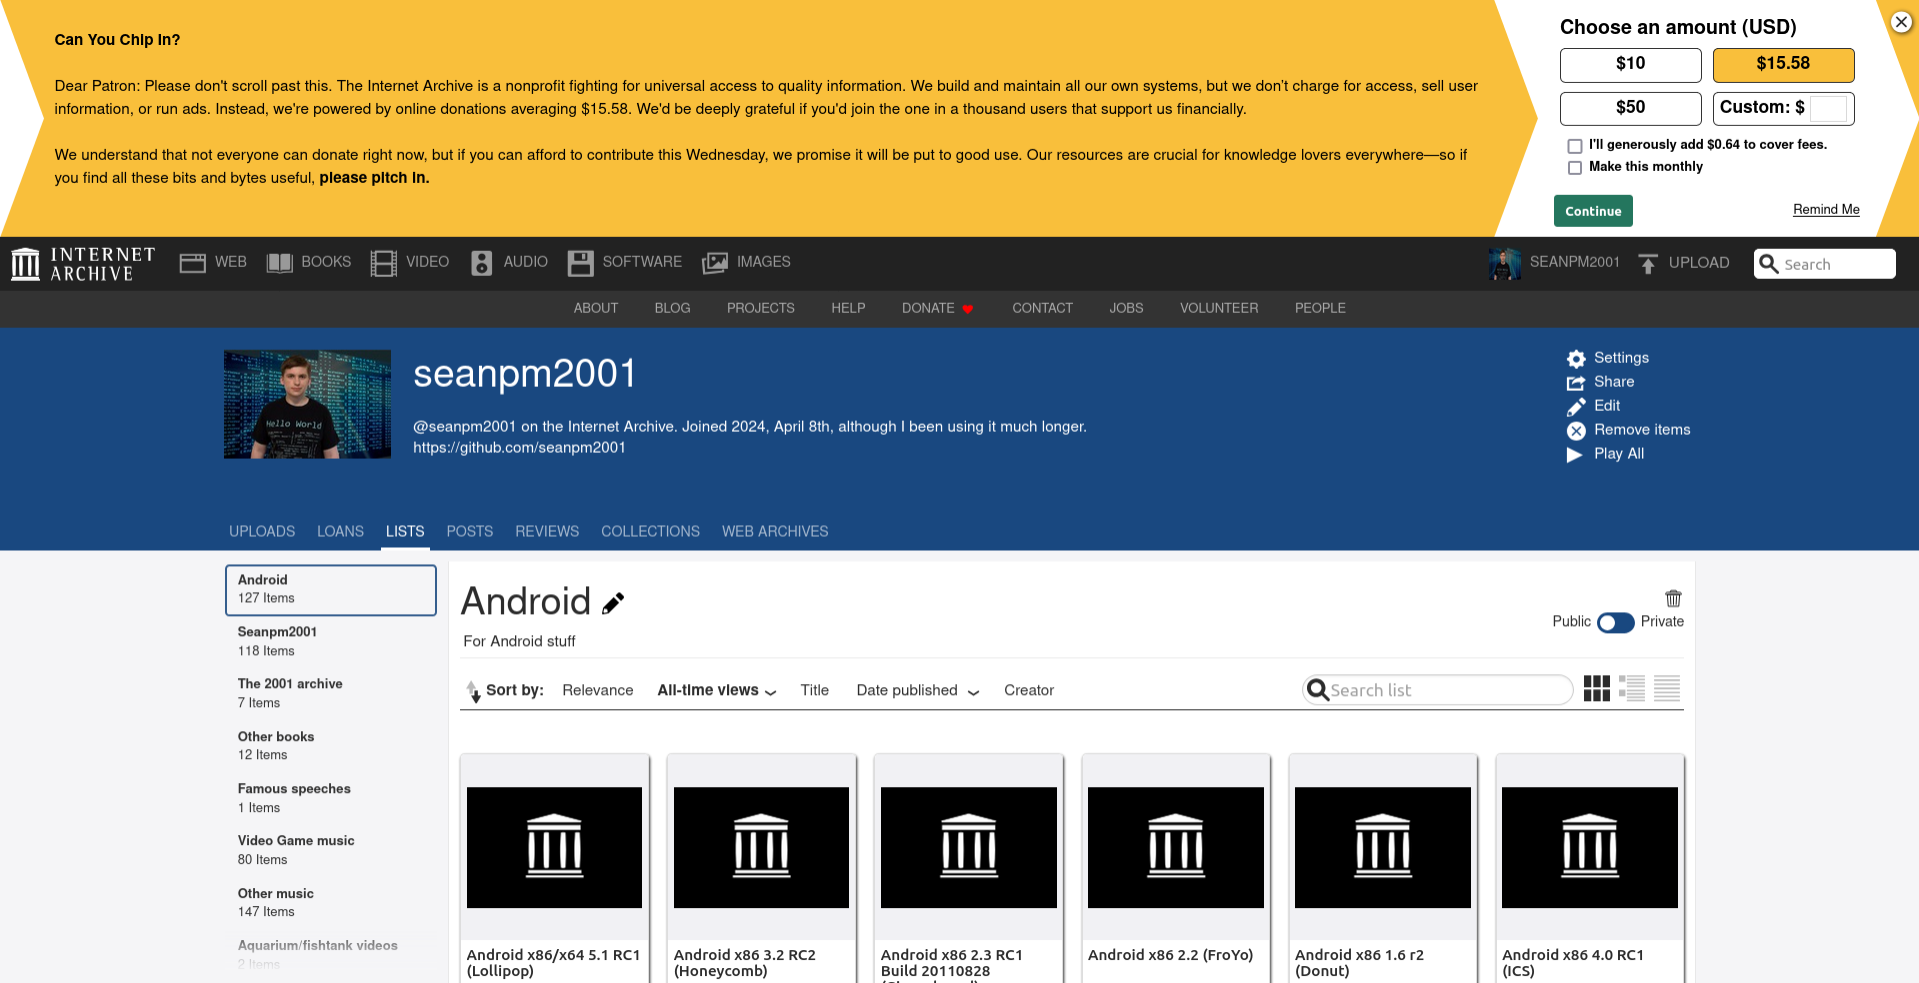 Can You Chip In?
Dear Patron: Please don't scroll past this. The Internet Archive is a nonprofit fighting for universal access to quality information. We build and maintain all our own systems, but we don't charge for access, sell user
information, or run ads. Instead, we're powered by online donations averaging $15.58. We'd be deeply grateful if you'd join the one in a thousand users that support us financially.
We understand that not everyone can donate right now, but if you can afford to contribute this Wednesday, we promise it will be put to good use. Our resources are crucial for knowledge lovers everywhere—so if
you find all these bits and bytes useful, please pitch in.
Choose an amount (USD)
$10
$15.58
$50
Custom: $
I'll generously add $0.64 to cover fees.
Make this monthly
Continue
Remind Me
INTERNET
ARCHIVE
WEB
BOOKS
VIDEO
AUDIO
SOFTWARE
IMAGES
SEANPM2001
UPLOAD
Search
ABOUT
BLOG
PROJECTS
HELP
DONATE
CONTACT
JOBS
VOLUNTEER
PEOPLE
Hello World
seanpm2001
@seanpm2001 on the Internet Archive. Joined 2024, April 8th, although I been using it much longer.
https://github.com/seanpm2001
Settings
Share
Edit
Remove items
Play All
UPLOADS
LOANS
LISTS
POSTS
REVIEWS
COLLECTIONS
WEB ARCHIVES
Android
127 Items
Seanpm2001
118 Items
The 2001 archive
7 Items
Other books
12 Items
Famous speeches
1 Items
Video Game music
80 Items
Other music
147 Items
Aquarium/fishtank videos
2 Items
Android
For Android stuff
Public
Private
Sort by:
Relevance
All-time views
Title
Date published
Creator
Search list
Android x86/x64 5.1 RC1
(Lollipop)
Android x86 3.2 RC2
(Honeycomb)
Android x86 2.3 RC1
Build 20110828
Android x86 2.2 (FroYo)
Android x86 1.6 r2
(Donut)
Android x86 4.0 RC1
(ICS)